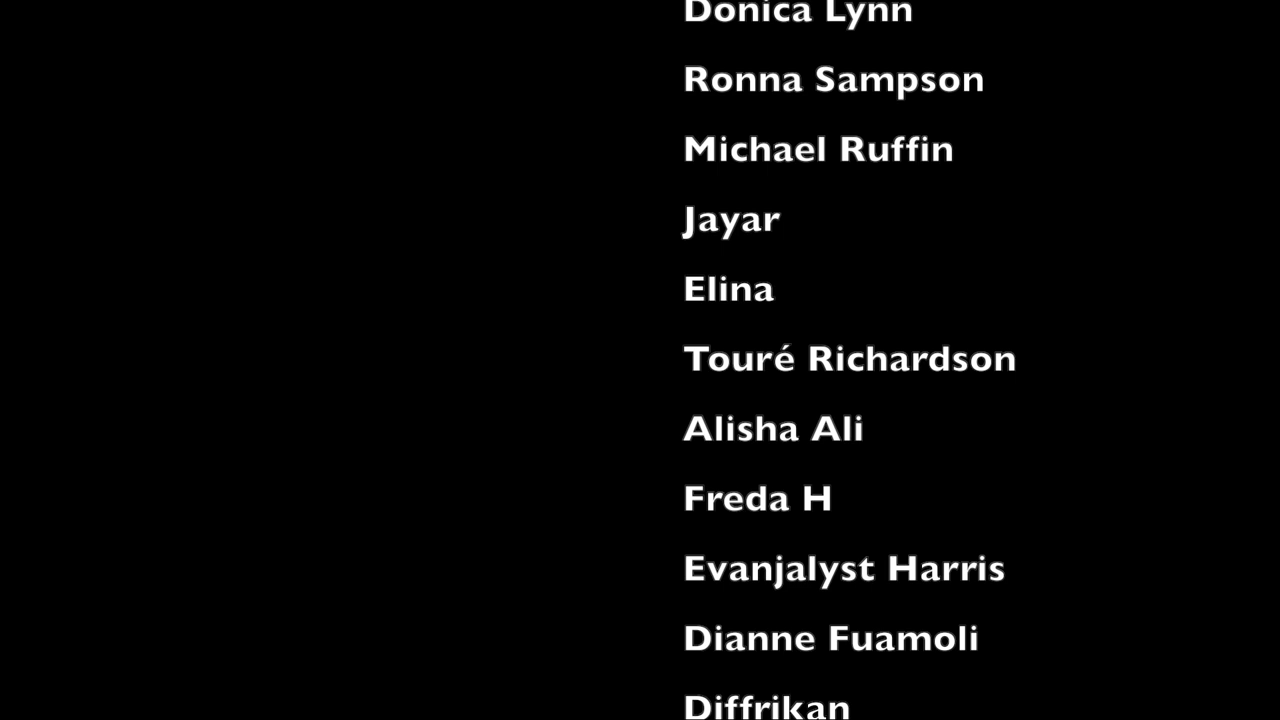 Donica Lynn
Ronna Sampson
Michael Ruffin
Jayar
Elina
Touré Richardson
Alisha Ali
Freda H
Evanjalyst Harris
Dianne Fuamoli
Diffrikan